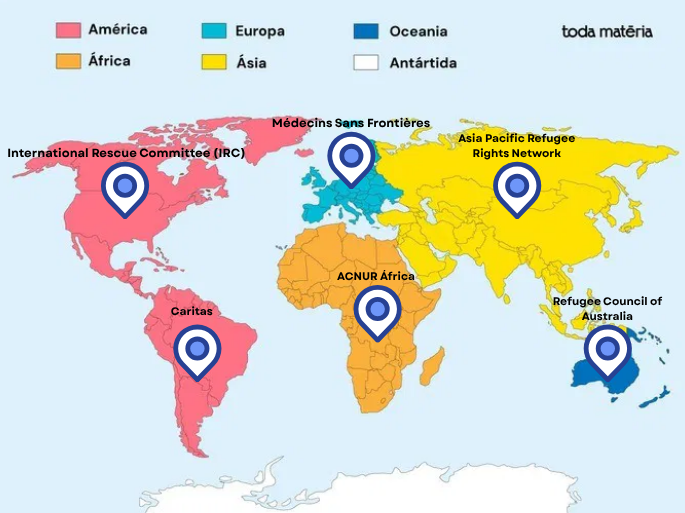 América
Europa
Oceania
toda matéria
África
Ásia
Antártida
Médecins Sans Frontières
Asia Pacific Refugee
Rights Network
International Rescue Committee (IRC)
ACNUR África
Refugee Council of
Australia
Caritas